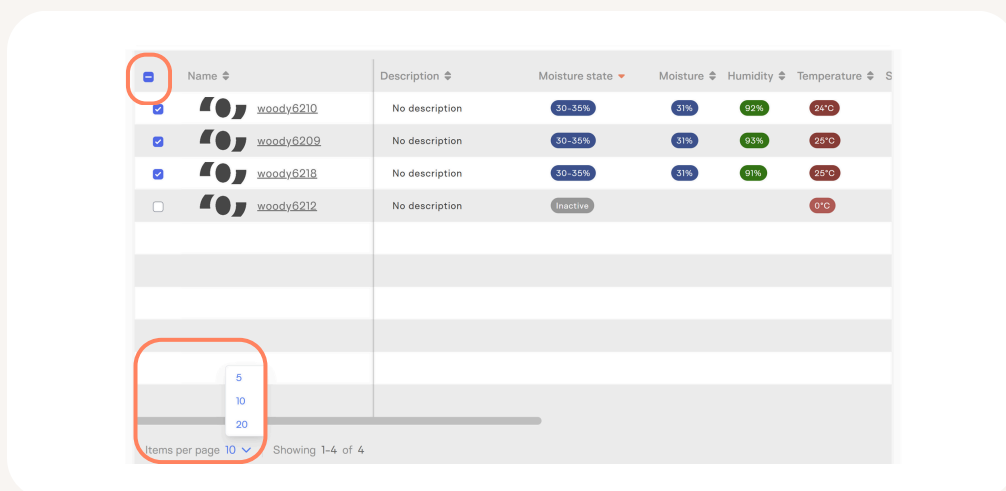 Name Description Moisture state Moisture Humidity Temperature S
woody6210 No description 30-35% 31% 92% 24°C
woody6209 No description 30-35% 31% 93% 25°C
woody6218 No description 30-35% 31% 91% 25°C
woody6212 No description Inactive 0°C
5
10
20
Items per page 10 Showing 1-4 of 4